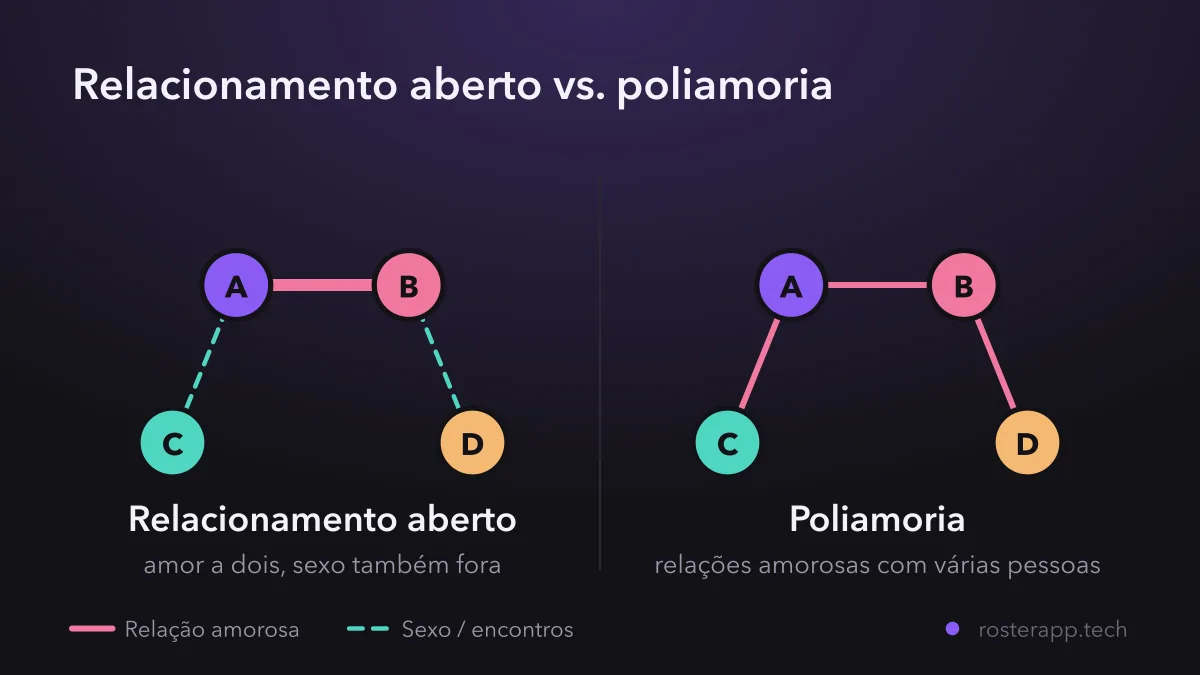 Relacionamento aberto vs. poliamoria
A
B
C
D
A
B
C
D
Relacionamento aberto
amor a dois, sexo também fora
Poliamoria
relações amorosas com várias pessoas
Relação amorosa
Sexo / encontros
rosterapp.tech